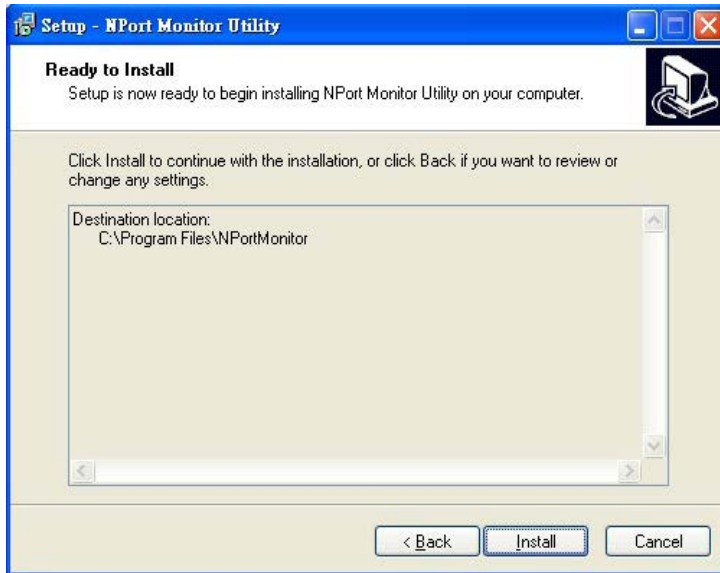 Setup - NPort Monitor Utility
Ready to Install
Setup is now ready to begin installing NPort Monitor Utility on your computer.
Click Install to continue with the installation, or click Back if you want to review or
change any settings.
Destination location:
C:\Program Files\NPortMonitor
< Back
Install
Cancel